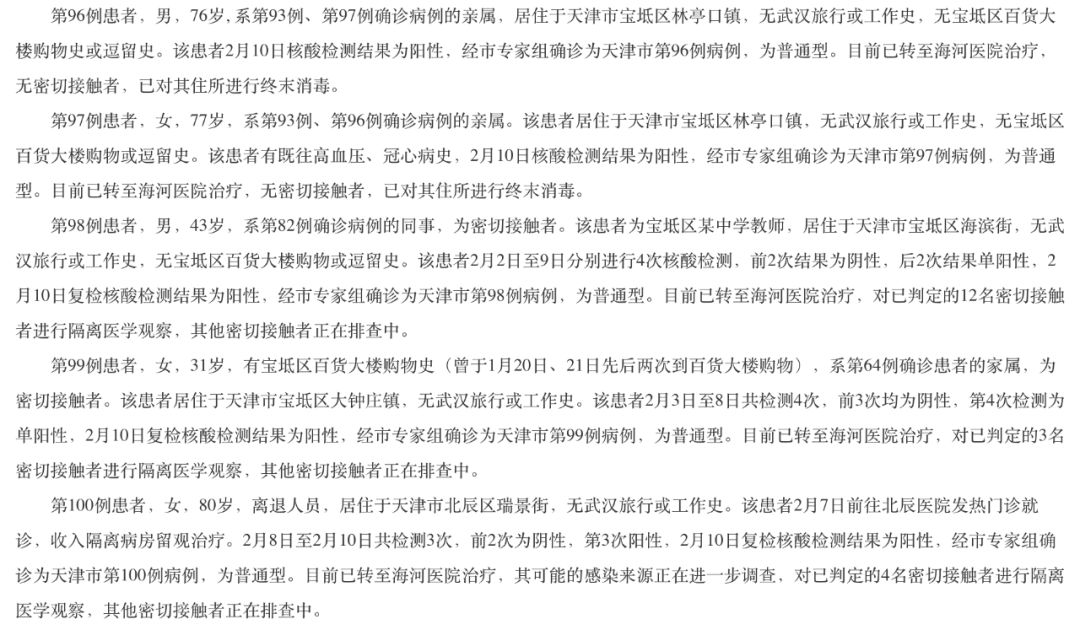 第96例患者，男，76岁,系第93例、第97例确诊病例的亲属，居住于天津市宝坻区林亭口镇，无武汉旅行或工作史，无宝坻区百货大
楼购物史或逗留史。该患者2月10日核酸检测结果为阳性，经市专家组确诊为天津市第96例病例，为普通型。目前已转至海河医院治疗，
无密切接触者，已对其住所进行终末消毒。
第97例患者，女，77岁，系第93例、第96例确诊病例的亲属。该患者居住于天津市宝坻区林亭口镇，无武汉旅行或工作史，无宝坻区
百货大楼购物或逗留史。该患者有既往高血压、冠心病史，2月10日核酸检测结果为阳性，经市专家组确诊为天津市第97例病例，为普通
型。目前已转至海河医院治疗，无密切接触者，已对其住所进行终末消毒。
第98例患者，男，43岁，系第82例确诊病例的同事，为密切接触者。该患者为宝坻区某中学教师，居住于天津市宝坻区海滨街，无武
汉旅行或工作史，无宝坻区百货大楼购物或逗留史。该患者2月2日至9日分别进行4次核酸检测，前2次结果为阴性，后2次结果单阳性，2
月10日复检核酸检测结果为阳性，经市专家组确诊为天津市第98例病例，为普通型。目前已转至海河医院治疗，对已判定的12名密切接触
者进行隔离医学观察，其他密切接触者正在排查中。
第99例患者，女，31岁，有宝坻区百货大楼购物史（曾于1月20日、21日先后两次到百货大楼购物），系第64例确诊患者的家属，为
密切接触者。该患者居住于天津市宝坻区大钟庄镇，无武汉旅行或工作史。该患者2月3日至8日共检测4次，前3次均为阴性，第4次检测为
单阳性，2月10日复检核酸检测结果为阳性，经市专家组确诊为天津市第99例病例，为普通型。目前已转至海河医院治疗，对已判定的3名
密切接触者进行隔离医学观察，其他密切接触者正在排查中。
第100例患者，女，80岁，离退人员，居住于天津市北辰区瑞景街，无武汉旅行或工作史。该患者2月7日前往北辰医院发热门诊就
诊，收入隔离病房留观治疗。2月8日至2月10日共检测3次，前2次为阴性，第3次阳性，2月10日复检核酸检测结果为阳性，经市专家组确
诊为天津市第100例病例，为普通型。目前已转至海河医院治疗，其可能的感染来源正在进一步调查，对已判定的4名密切接触者进行隔离
医学观察，其他密切接触者正在排查中。